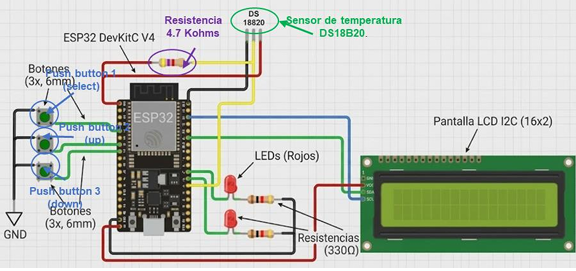 Resistencia
4.7 Kohms
DS
18820
Sensor de temperatura
DS18B20.
ESP32 DevKitC V4
Botones
(3x, 6mm)
Push button 1
(select)
ESP32
Push button 2
(up)
Push button 3
(down)
Botones
(3x, 6mm)
GND
LEDs (Rojos)
Resistencias
(330Ω)
Pantalla LCD I2C (16x2)